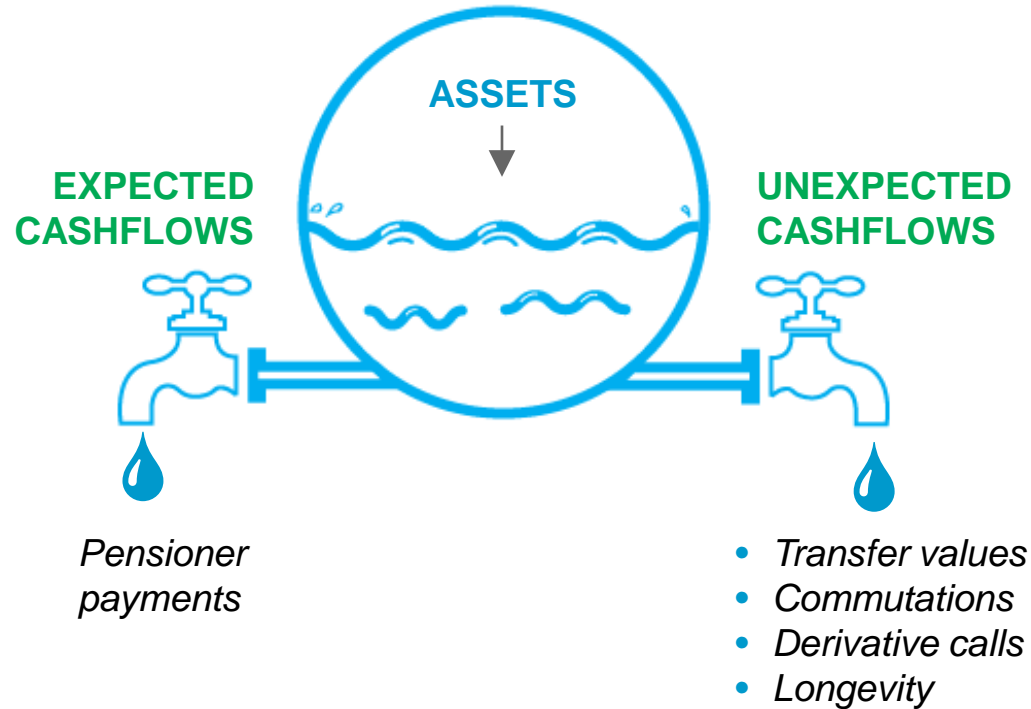 ASSETS
EXPECTED
CASHFLOWS
UNEXPECTED
CASHFLOWS
Pensioner
payments
• Transfer values
• Commutations
• Derivative calls
• Longevity